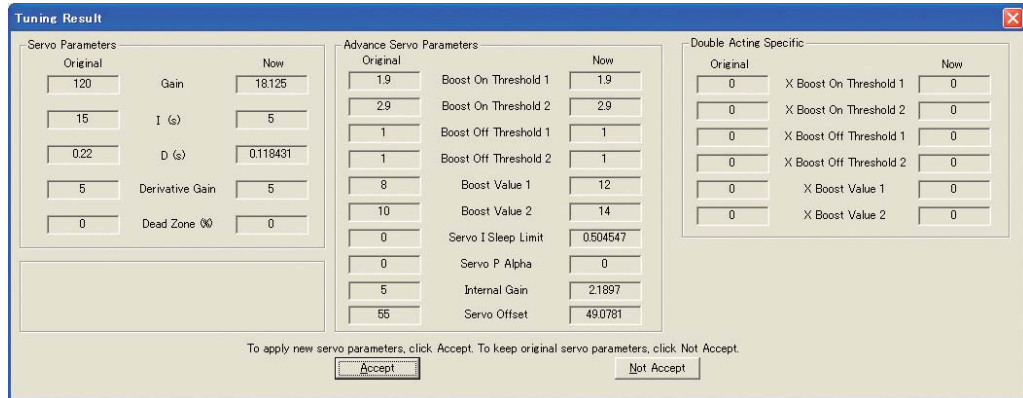 Tuning Result
Servo Parameters
Original Now
120 Gain 18.125
15 I (s) 5
0.22 D (s) 0.118431
5 Derivative Gain 5
0 Dead Zone (%) 0
Advance Servo Parameters
Original Now
1.9 Boost On Threshold 1 1.9
2.9 Boost On Threshold 2 2.9
1 Boost Off Threshold 1 1
1 Boost Off Threshold 2 1
8 Boost Value 1 12
10 Boost Value 2 14
0 Servo I Sleep Limit 0.504547
0 Servo P Alpha 0
5 Internal Gain 2.1897
55 Servo Offset 49.0781
Double Acting Specific
Original Now
0 X Boost On Threshold 1 0
0 X Boost On Threshold 2 0
0 X Boost Off Threshold 1 0
0 X Boost Off Threshold 2 0
0 X Boost Value 1 0
0 X Boost Value 2 0
To apply new servo parameters, click Accept. To keep original servo parameters, click Not Accept.
Accept Not Accept